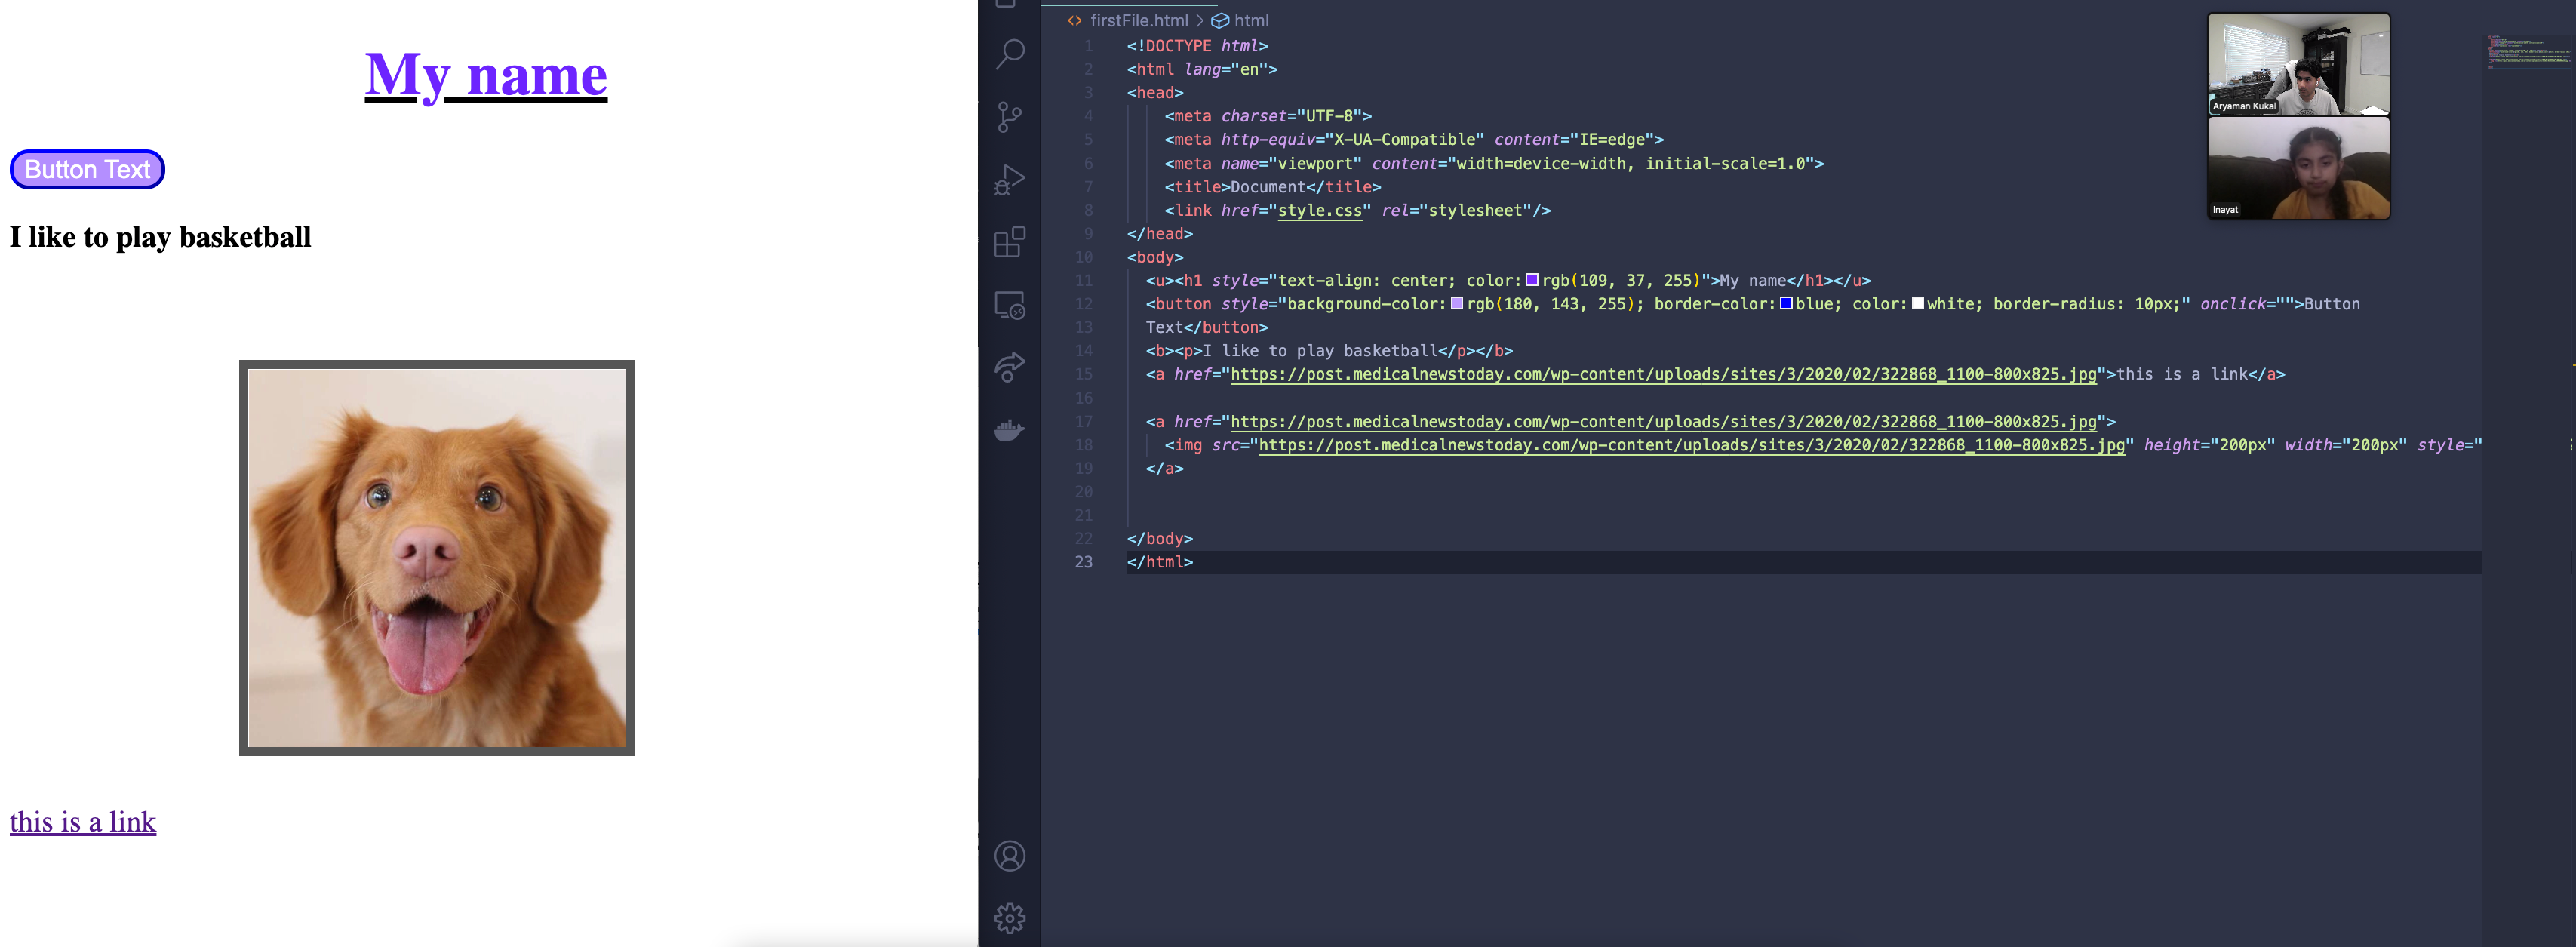 My name
Button Text
I like to play basketball
this is a link
firstFile.html > html
1 <!DOCTYPE html>
2 <html lang="en">
3 <head>
4 <meta charset="UTF-8">
5 <meta http-equiv="X-UA-Compatible" content="IE=edge">
6 <meta name="viewport" content="width=device-width, initial-scale=1.0">
7 <title>Document</title>
8 <link href="style.css" rel="stylesheet"/>
9 </head>
10 <body>
11 <u><h1 style="text-align: center; color: rgb(109, 37, 255)">My name</h1></u>
12 <button style="background-color: rgb(180, 143, 255); border-color: blue; color: white; border-radius: 10px;" onclick="">Button
13 Text</button>
14 <b><p>I like to play basketball</p></b>
15 <a href="https://post.medicalnewstoday.com/wp-content/uploads/sites/3/2020/02/322868_1100-800x825.jpg">this is a link</a>
16
17 <a href="https://post.medicalnewstoday.com/wp-content/uploads/sites/3/2020/02/322868_1100-800x825.jpg">
18 <img src="https://post.medicalnewstoday.com/wp-content/uploads/sites/3/2020/02/322868_1100-800x825.jpg" height="200px" width="200px" style="
19 </a>
20
21
22 </body>
23 </html>
Aryaman Kukal
Inayat